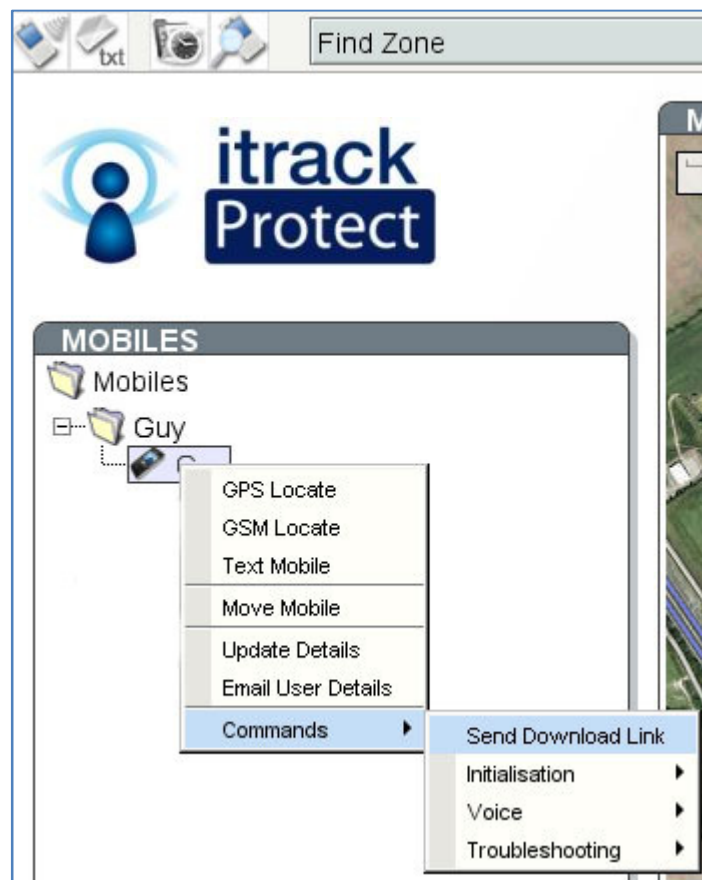 txt
Find Zone
itrack
Protect
MOBILES
Mobiles
Guy
GPS Locate
GSM Locate
Text Mobile
Move Mobile
Update Details
Email User Details
Commands
Send Download Link
Initialisation
Voice
Troubleshooting